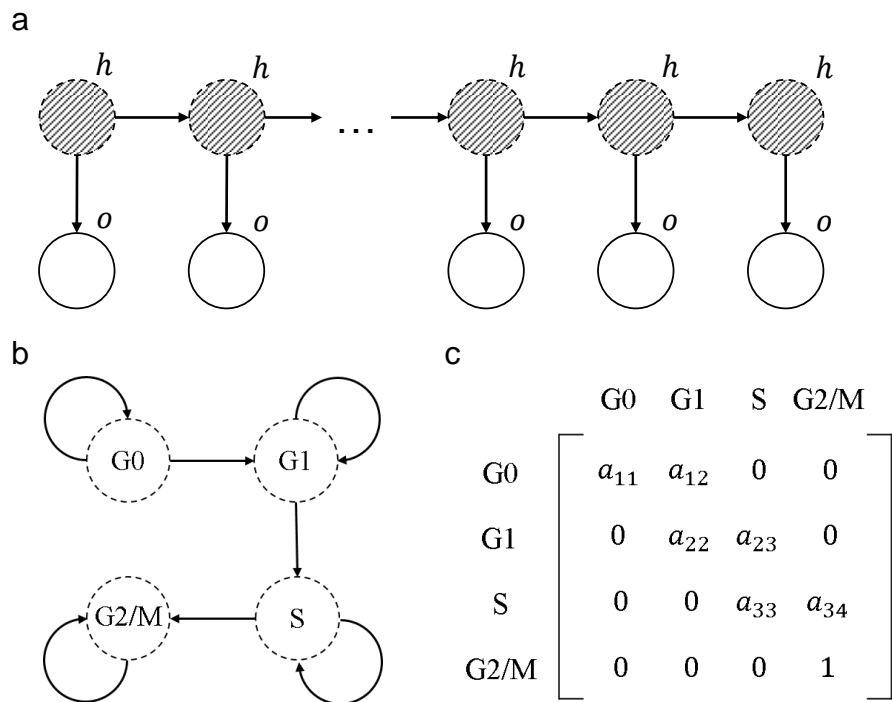 a
h h h h h
...
o o o o o
b
G0 G1
G2/M S
c
G0 G1 S G2/M
G0 a₁₁ a₁₂ 0 0
G1 0 a₂₂ a₂₃ 0
S 0 0 a₃₃ a₃₄
G2/M 0 0 0 1